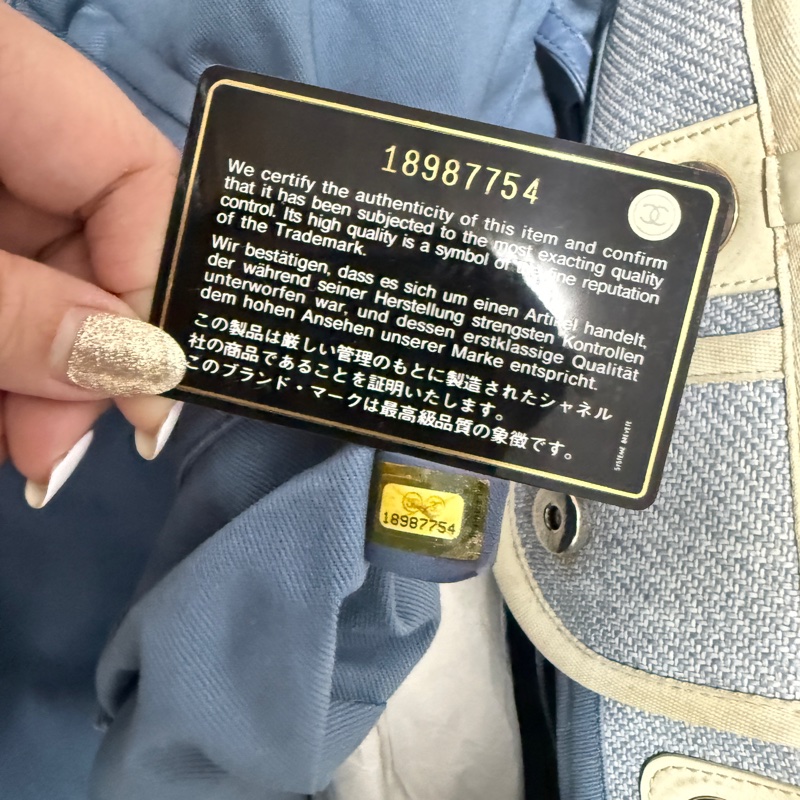 18987754
We certify the authenticity of this item and confirm
that it has been subjected to the most exacting quality
control. Its high quality is a symbol of the fine reputation
of the Trademark.
Wir bestätigen, dass es sich um einen Artikel handelt,
der während seiner Herstellung strengsten Kontrollen
unterworfen war, und dessen erstklassige Qualität
dem hohen Ansehen unserer Marke entspricht.
この製品は厳しい管理のもとに製造されたシャネル
社の商品であることを証明いたします。
このブランド・マークは最高級品質の象徴です。
SYSTEME BREVETE
18987754